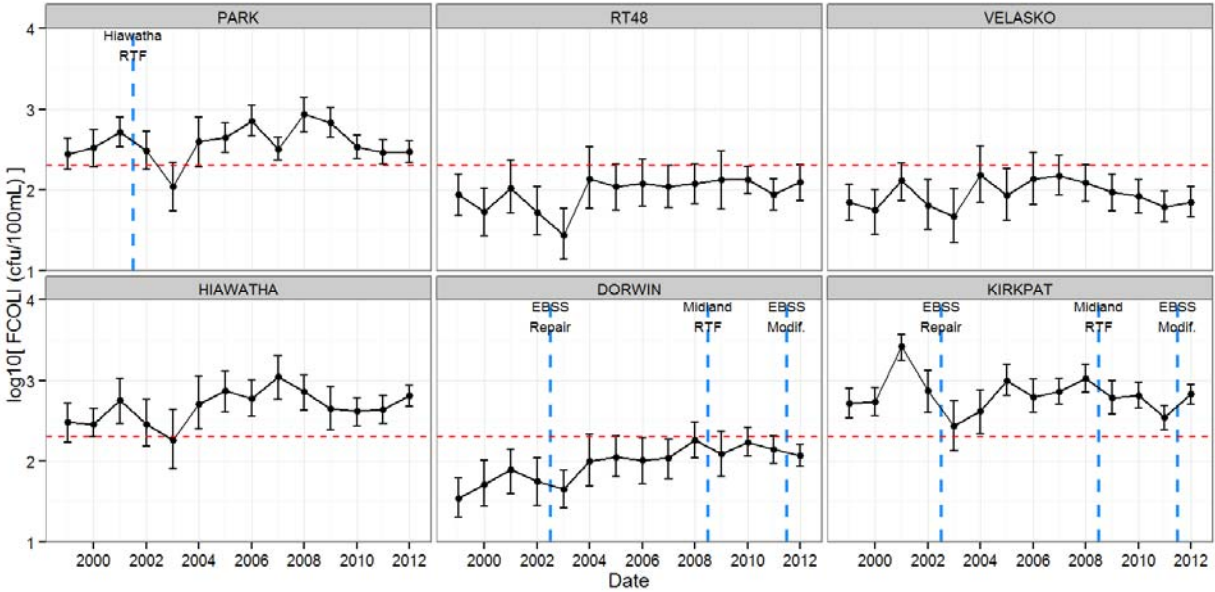 PARK
RT48
VELASKO
Hiawatha
RTF
4
3
2
1
HIAWATHA
DORWIN
KIRKPAT
EBSS
Repair
Midland
RTF
EBSS
Modif.
EBSS
Repair
Midland
RTF
EBSS
Modif.
4
3
2
1
log10[ FCOLI (cfu/100mL) ]
2000 2002 2004 2006 2008 2010 2012
2000 2002 2004 2006 2008 2010 2012
2000 2002 2004 2006 2008 2010 2012
Date